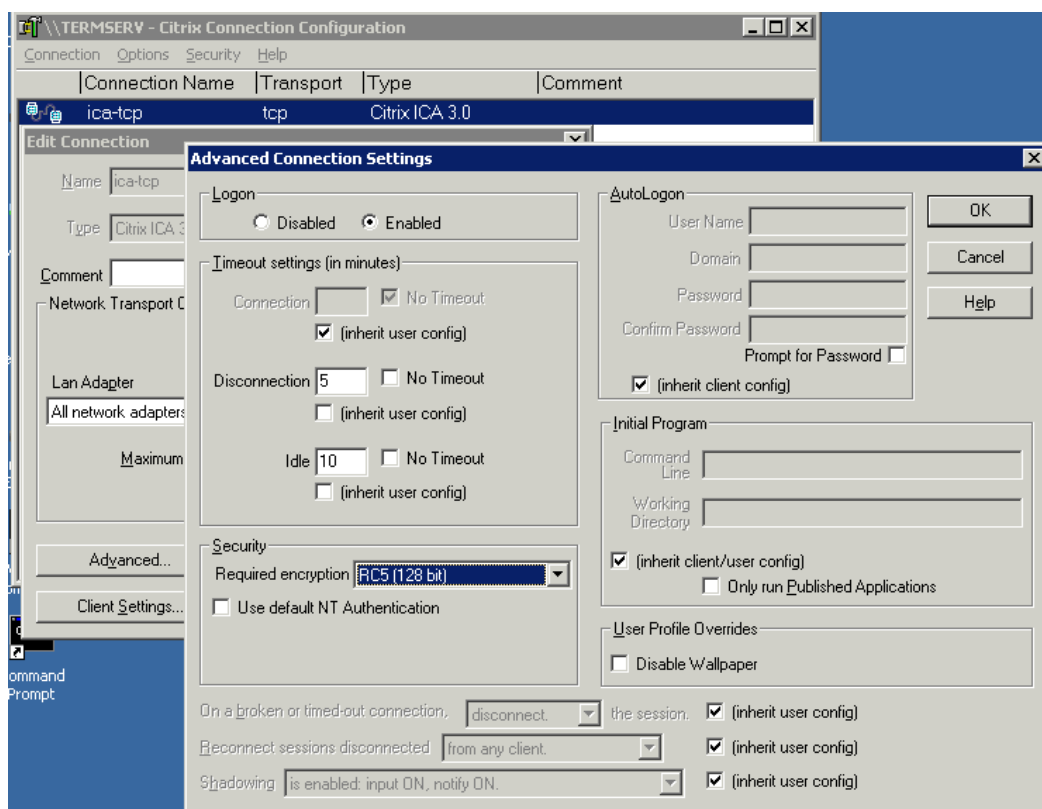 \\TERMSERV - Citrix Connection Configuration
Connection Options Security Help
Connection Name Transport Type Comment
ica-tcp tcp Citrix ICA 3.0
Edit Connection
Name ica-tcp
Type Citrix ICA 3
Comment
Network Transport C
Lan Adapter
All network adapters
Maximum
Advanced...
Client Settings...
ommand
Prompt
Advanced Connection Settings
Logon
Disabled Enabled
Timeout settings (in minutes)
Connection No Timeout
(inherit user config)
Disconnection 5 No Timeout
(inherit user config)
Idle 10 No Timeout
(inherit user config)
Security
Required encryption RC5 (128 bit)
Use default NT Authentication
AutoLogon
User Name
Domain
Password
Confirm Password
Prompt for Password
(inherit client config)
OK
Cancel
Help
Initial Program
Command
Line
Working
Directory
(inherit client/user config)
Only run Published Applications
User Profile Overrides
Disable Wallpaper
On a broken or timed-out connection, disconnect. the session. (inherit user config)
Reconnect sessions disconnected from any client. (inherit user config)
Shadowing is enabled: input ON, notify ON. (inherit user config)